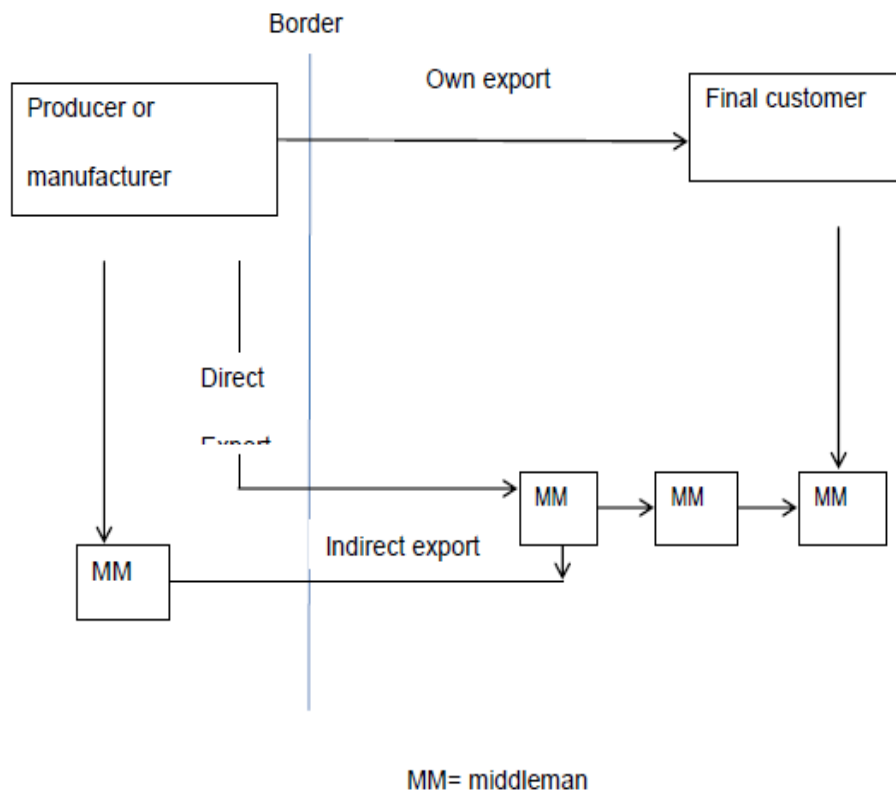 Border
Own export
Producer or
manufacturer
Final customer
Direct
MM
MM
MM
Indirect export
MM
MM= middleman